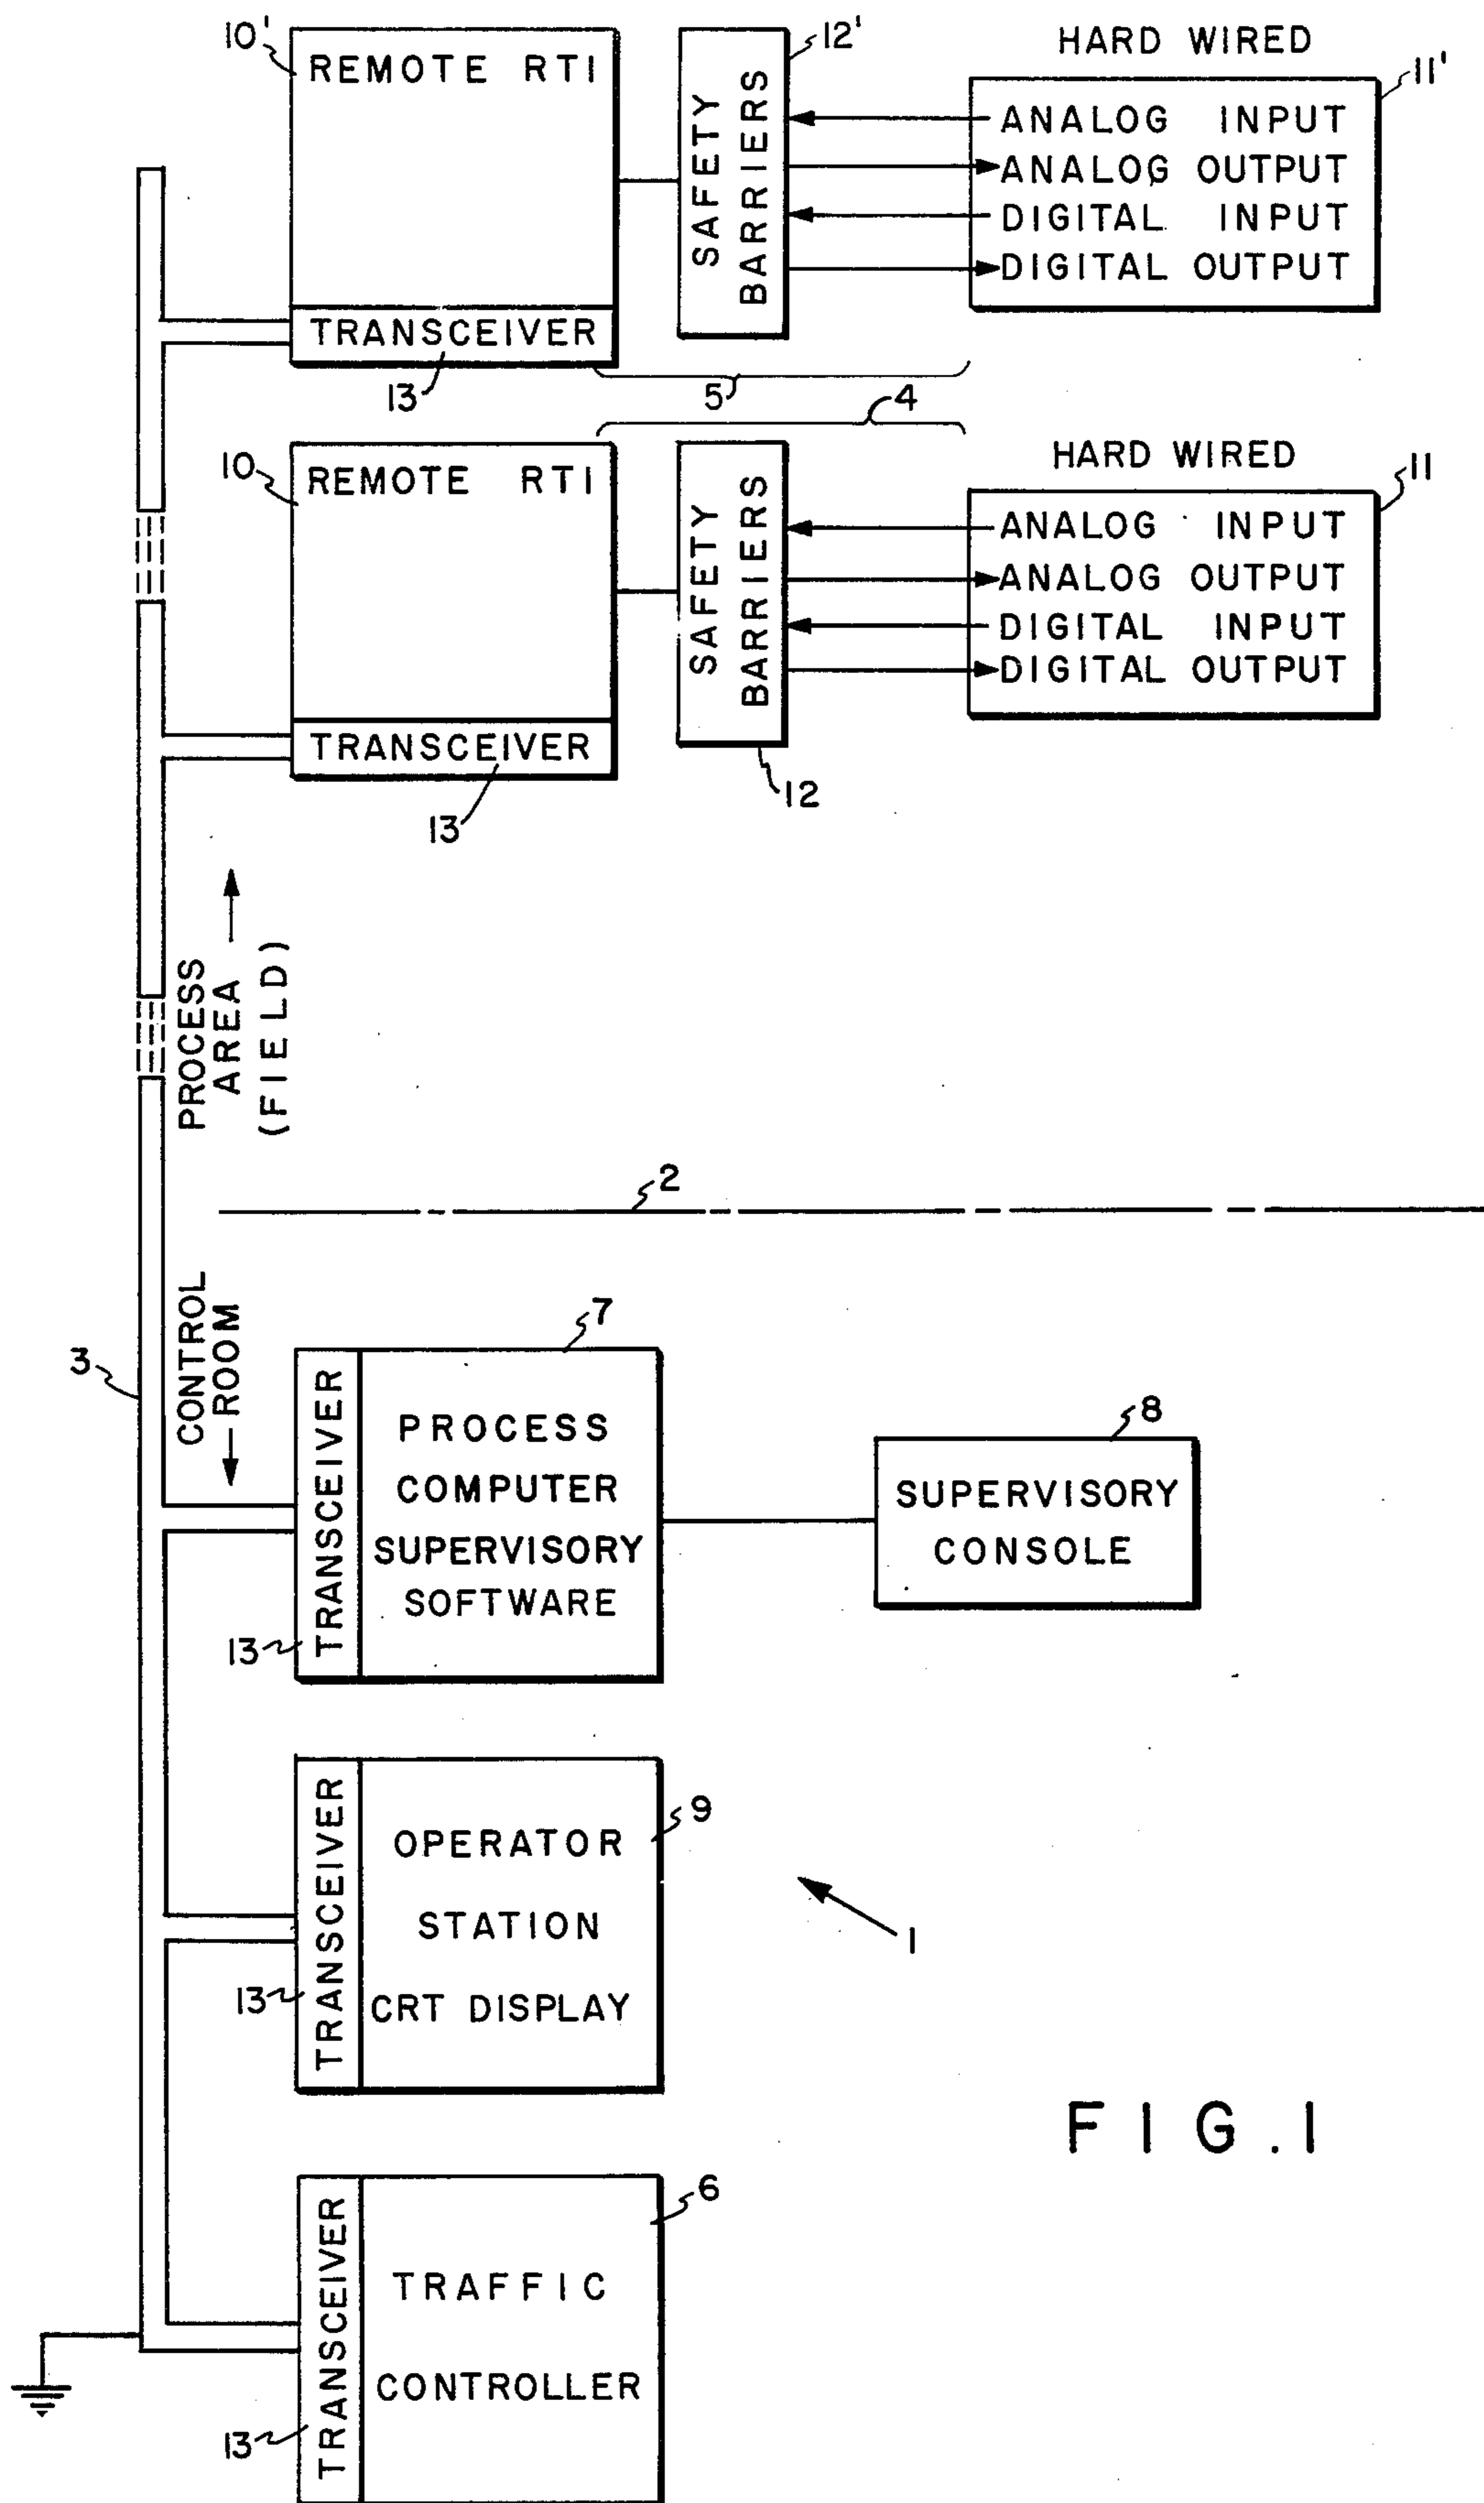 10'
REMOTE RTI
TRANSCEIVER
13
12'
SAFETY
BARRIERS
HARD WIRED
11'
ANALOG INPUT
ANALOG OUTPUT
DIGITAL INPUT
DIGITAL OUTPUT
5
4
10
REMOTE RTI
TRANSCEIVER
13
SAFETY
BARRIERS
12
HARD WIRED
11
ANALOG INPUT
ANALOG OUTPUT
DIGITAL INPUT
DIGITAL OUTPUT
PROCESS
AREA
(FIELD)
2
3
CONTROL
ROOM
7
TRANSCEIVER
13
PROCESS
COMPUTER
SUPERVISORY
SOFTWARE
8
SUPERVISORY
CONSOLE
9
TRANSCEIVER
13
OPERATOR
STATION
CRT DISPLAY
1
6
TRANSCEIVER
13
TRAFFIC
CONTROLLER
FIG.1